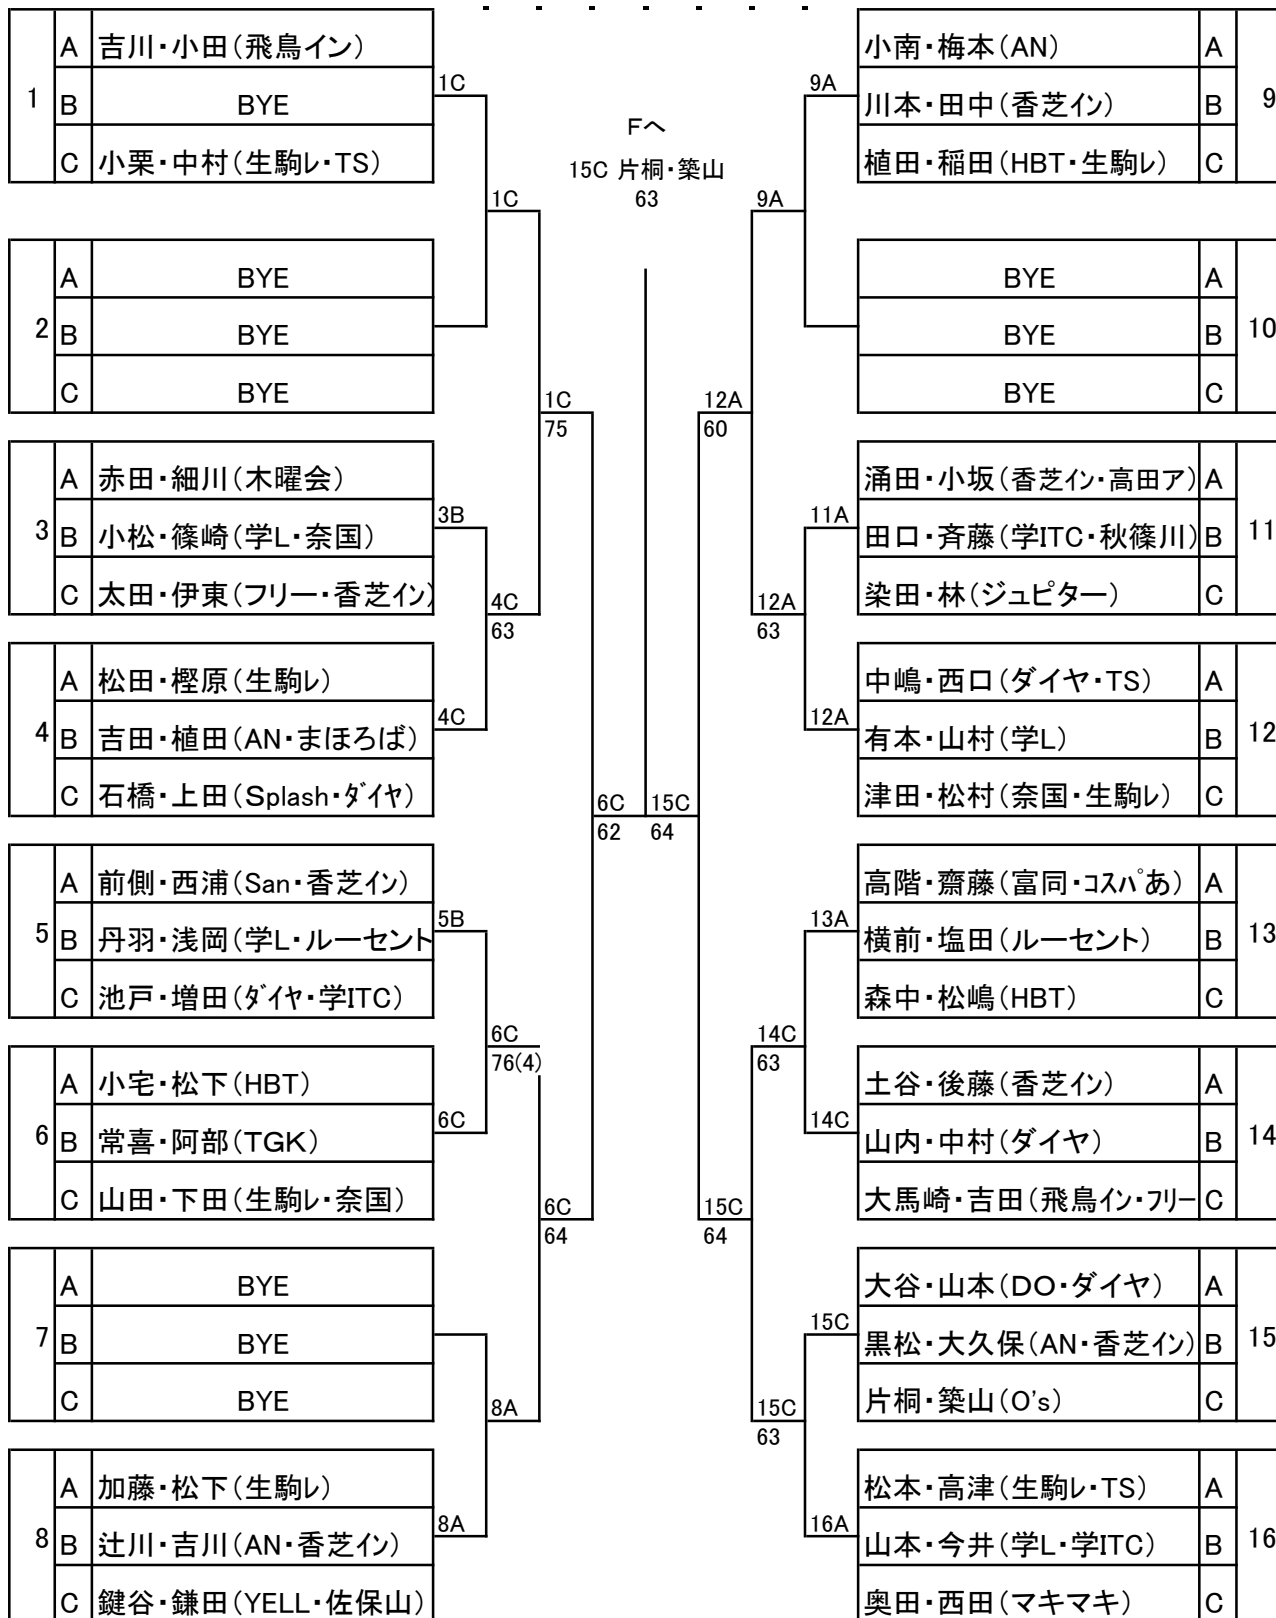 1
A 吉川・小田(飛鳥イン)
B BYE
C 小栗・中村(生駒レ・TS)
1C
1C
2
A BYE
B BYE
C BYE
1C
75
3
A 赤田・細川(木曜会)
B 小松・篠崎(学L・奈国)
C 太田・伊東(フリー・香芝イン)
3B
4C
63
4
A 松田・樫原(生駒レ)
B 吉田・植田(AN・まほろば)
C 石橋・上田(Splash・ダイヤ)
4C
6C
62
5
A 前側・西浦(San・香芝イン)
B 丹羽・浅岡(学L・ルーセント
C 池戸・増田(ダイヤ・学ITC)
5B
6C
76(4)
6
A 小宅・松下(HBT)
B 常喜・阿部(TGK)
C 山田・下田(生駒レ・奈国)
6C
6C
64
7
A BYE
B BYE
C BYE
8A
8
A 加藤・松下(生駒レ)
B 辻川・吉川(AN・香芝イン)
C 鍵谷・鎌田(YELL・佐保山)
8A
Fへ
15C 片桐・築山
63
15C
64
小南・梅本(AN) A
川本・田中(香芝イン) B
植田・稲田(HBT・生駒レ) C
9
9A
9A
BYE A
BYE B
BYE C
10
12A
60
涌田・小坂(香芝イン・高田ア) A
田口・斉藤(学ITC・秋篠川) B
染田・林(ジュピター) C
11
11A
12A
63
中嶋・西口(ダイヤ・TS) A
有本・山村(学L) B
津田・松村(奈国・生駒レ) C
12
12A
高階・齋藤(富同・コスパあ) A
横前・塩田(ルーセント) B
森中・松嶋(HBT) C
13
13A
14C
63
土谷・後藤(香芝イン) A
山内・中村(ダイヤ) B
大馬崎・吉田(飛鳥イン・フリー C
14
14C
15C
64
大谷・山本(DO・ダイヤ) A
黒松・大久保(AN・香芝イン) B
片桐・築山(O's) C
15
15C
15C
63
松本・高津(生駒レ・TS) A
山本・今井(学L・学ITC) B
奥田・西田(マキマキ) C
16
16A